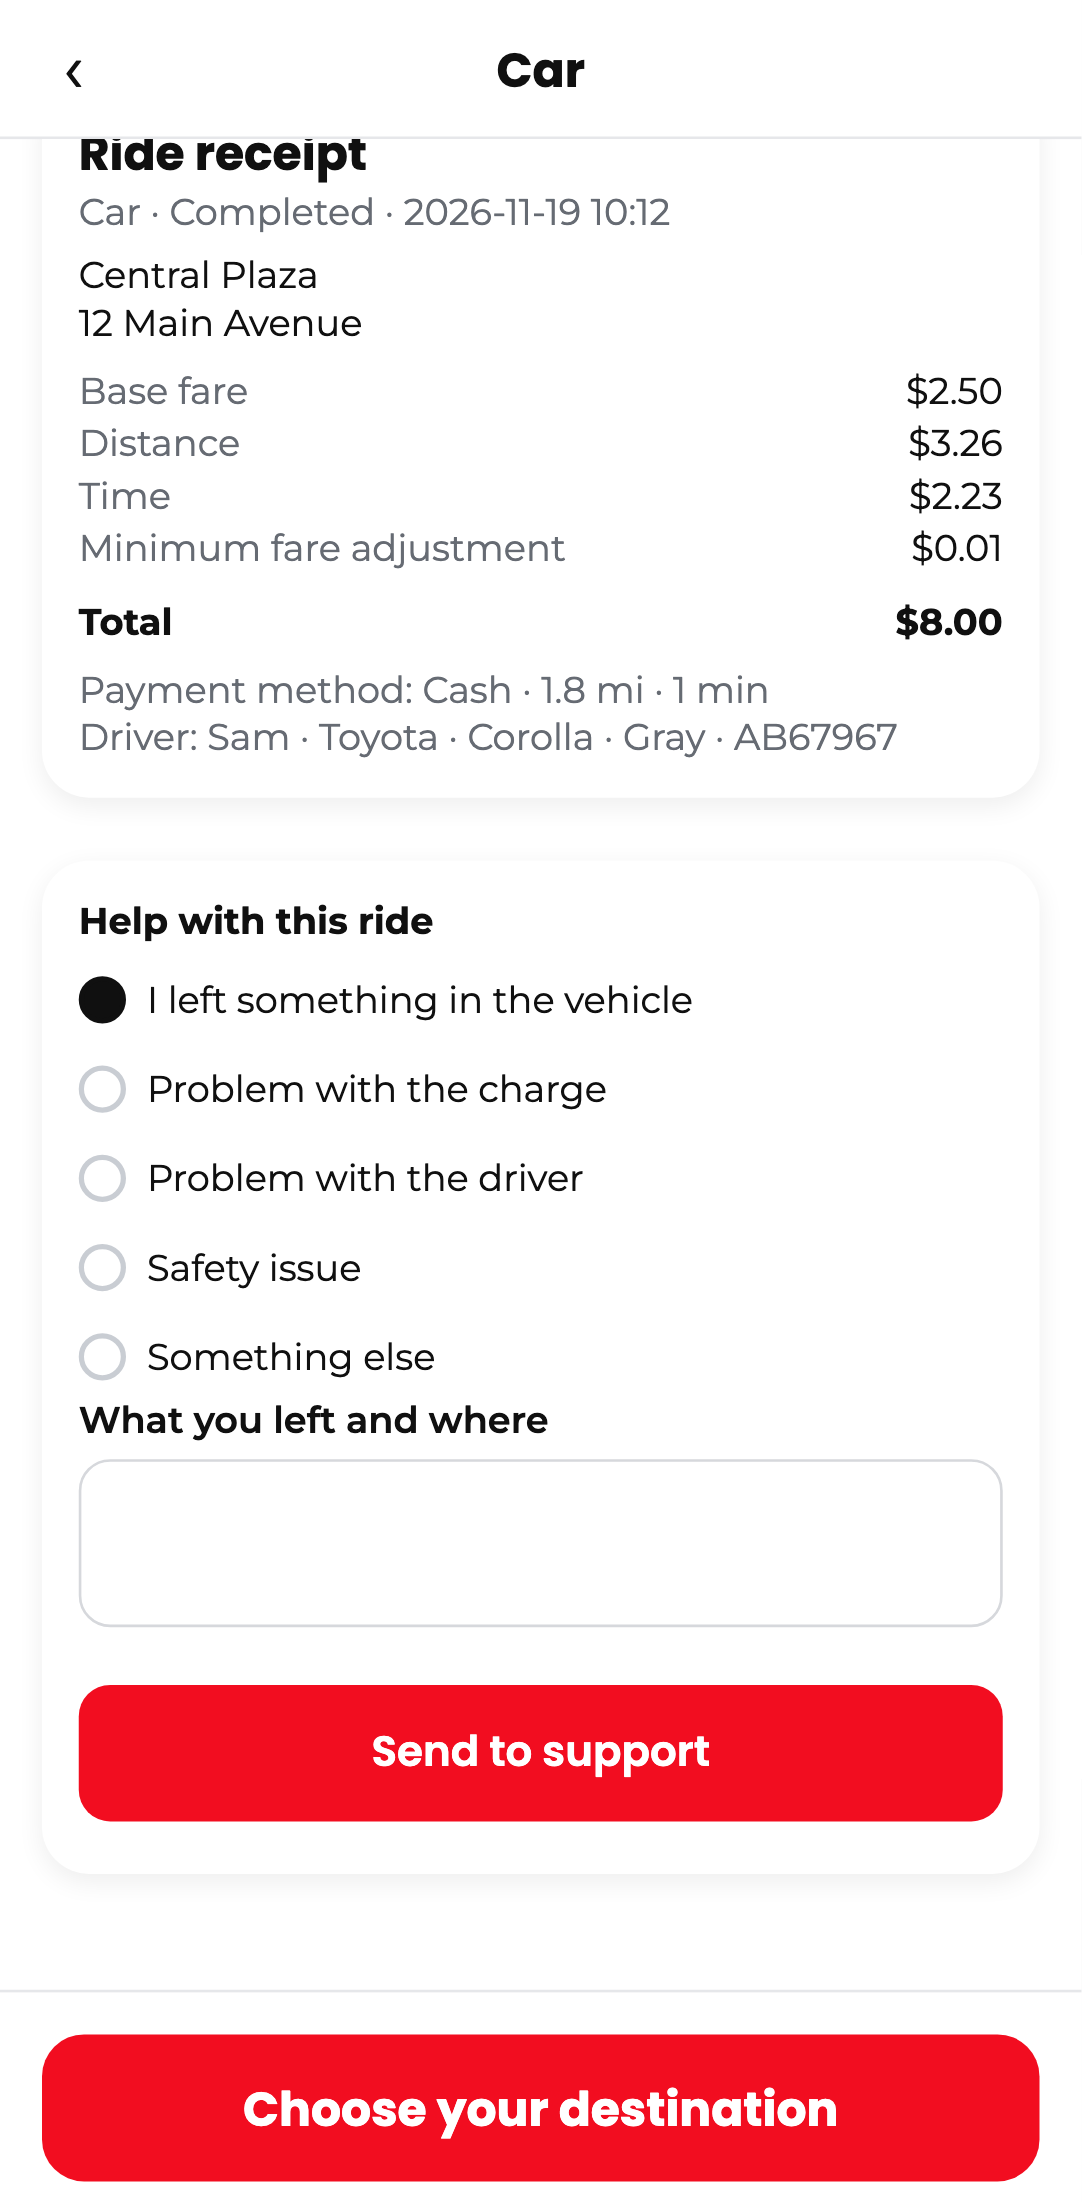 Car
Ride receipt
Car · Completed · 2026-11-19 10:12
Central Plaza
12 Main Avenue
Base fare $2.50
Distance $3.26
Time $2.23
Minimum fare adjustment $0.01
Total $8.00
Payment method: Cash · 1.8 mi · 1 min
Driver: Sam · Toyota · Corolla · Gray · AB67967
Help with this ride
I left something in the vehicle
Problem with the charge
Problem with the driver
Safety issue
Something else
What you left and where
Send to support
Choose your destination